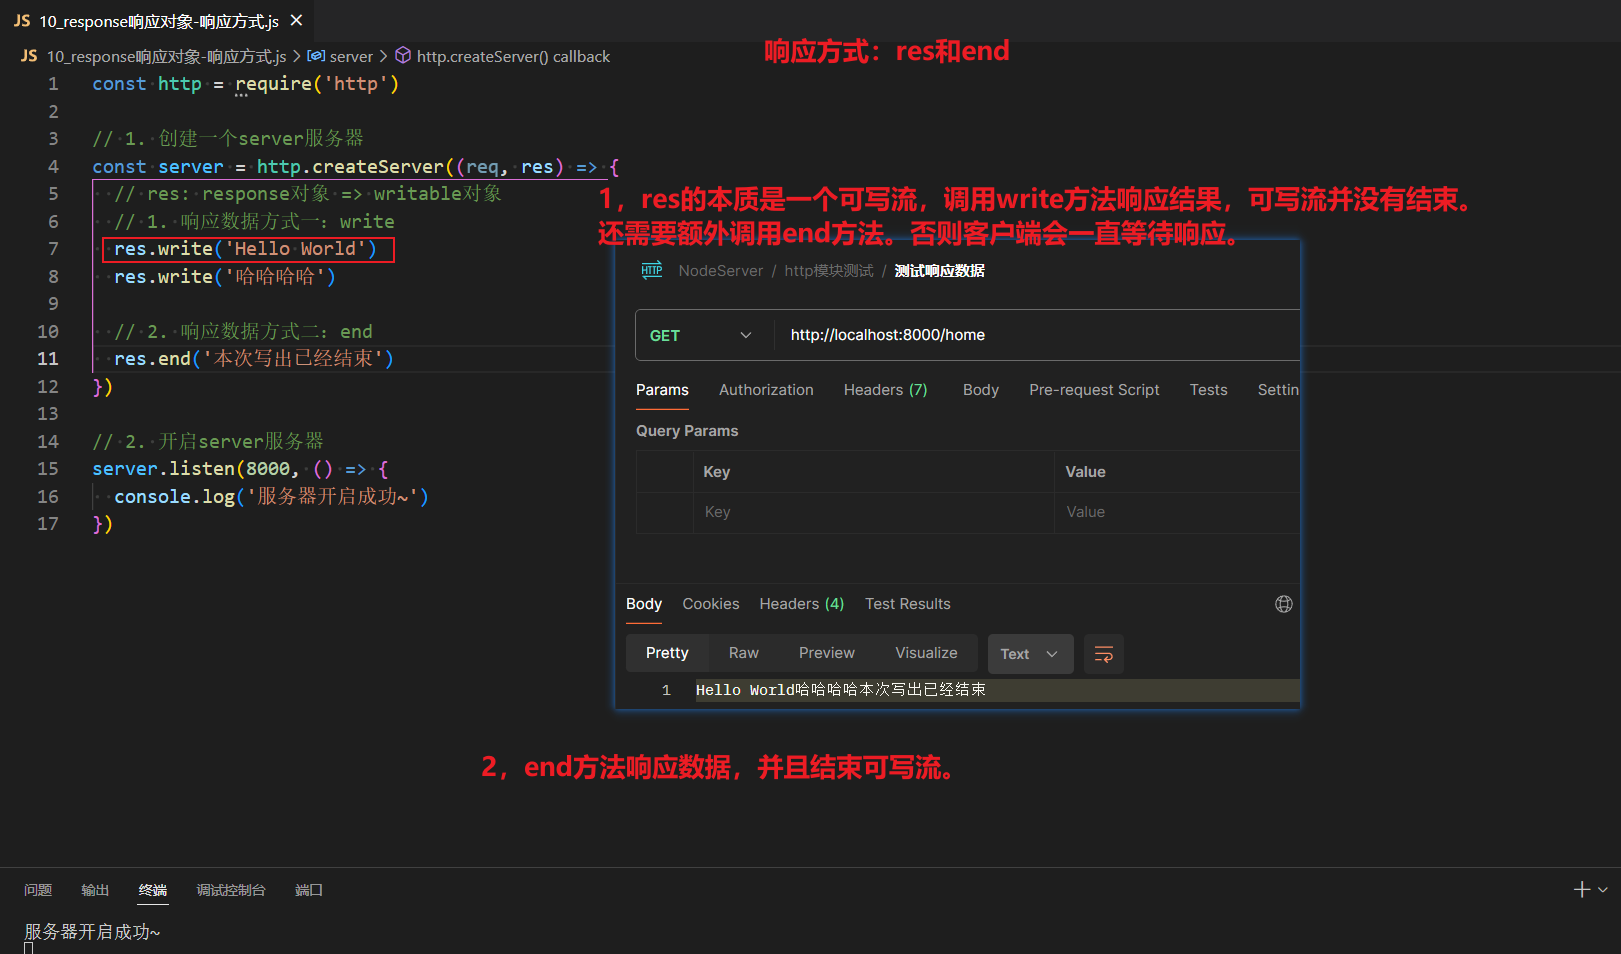 JS 10_response响应对象-响应方式.js ×
JS 10_response响应对象-响应方式.js > server > http.createServer() callback
响应方式：res和end
1 const http = require('http')
2
3 // 1. 创建一个server服务器
4 const server = http.createServer((req, res) => {
5 // res: response对象 => writable对象
6 // 1. 响应数据方式一: write
7 res.write('Hello World')
8 res.write('哈哈哈哈')
9
10 // 2. 响应数据方式二: end
11 res.end('本次写出已经结束')
12 })
13
14 // 2. 开启server服务器
15 server.listen(8000, () => {
16 console.log('服务器开启成功~')
17 })
1，res的本质是一个可写流，调用write方法响应结果，可写流并没有结束。
还需要额外调用end方法。否则客户端会一直等待响应。
HTTP NodeServer / http模块测试 / 测试响应数据
GET http://localhost:8000/home
Params Authorization Headers (7) Body Pre-request Script Tests Settin
Query Params
Key Value
Key Value
Body Cookies Headers (4) Test Results
Pretty Raw Preview Visualize Text
1 Hello World哈哈哈哈本次写出已经结束
2，end方法响应数据，并且结束可写流。
问题 输出 终端 调试控制台 端口
服务器开启成功~